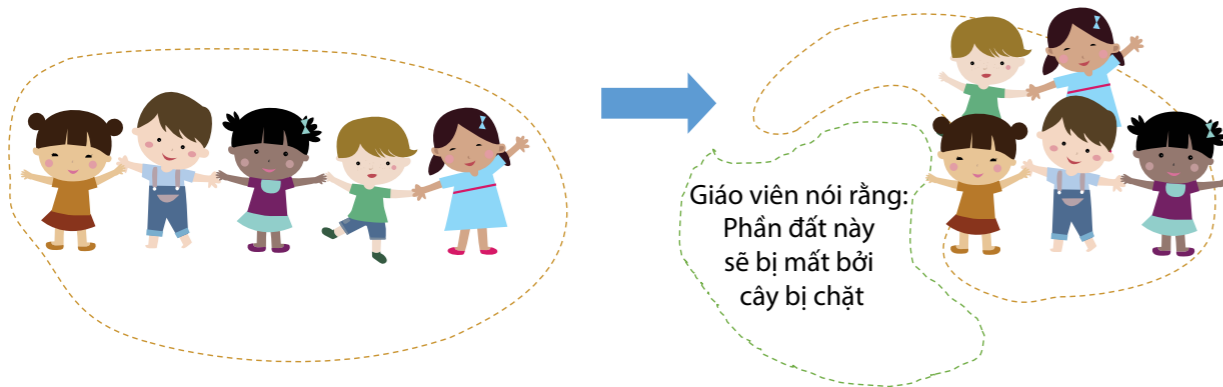 Giáo viên nói rằng:
Phần đất này
sẽ bị mất bởi
cây bị chặt